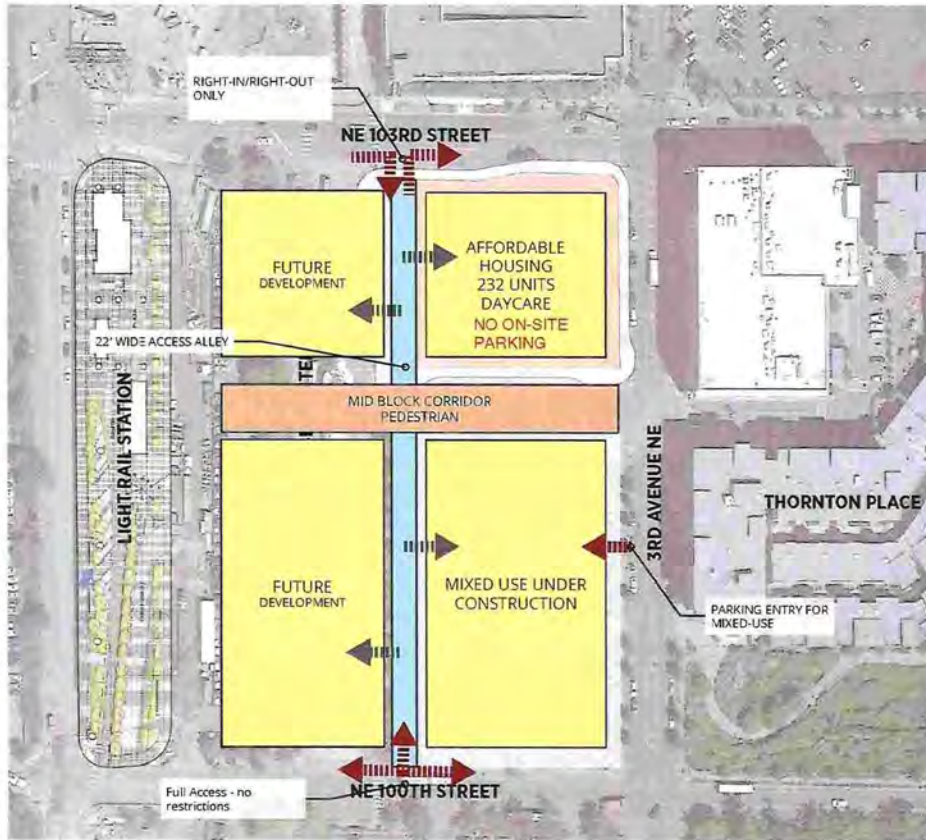 RIGHT-IN/RIGHT-OUT
ONLY
NE 103RD STREET
FUTURE
DEVELOPMENT
AFFORDABLE
HOUSING
232 UNITS
DAYCARE
NO ON-SITE
PARKING
22' WIDE ACCESS ALLEY
MID BLOCK CORRIDOR
PEDESTRIAN
LIGHT RAIL STATION
3RD AVENUE NE
THORNTON PLACE
FUTURE
DEVELOPMENT
MIXED USE UNDER
CONSTRUCTION
PARKING ENTRY FOR
MIXED-USE
Full Access - no
restrictions
NE 100TH STREET